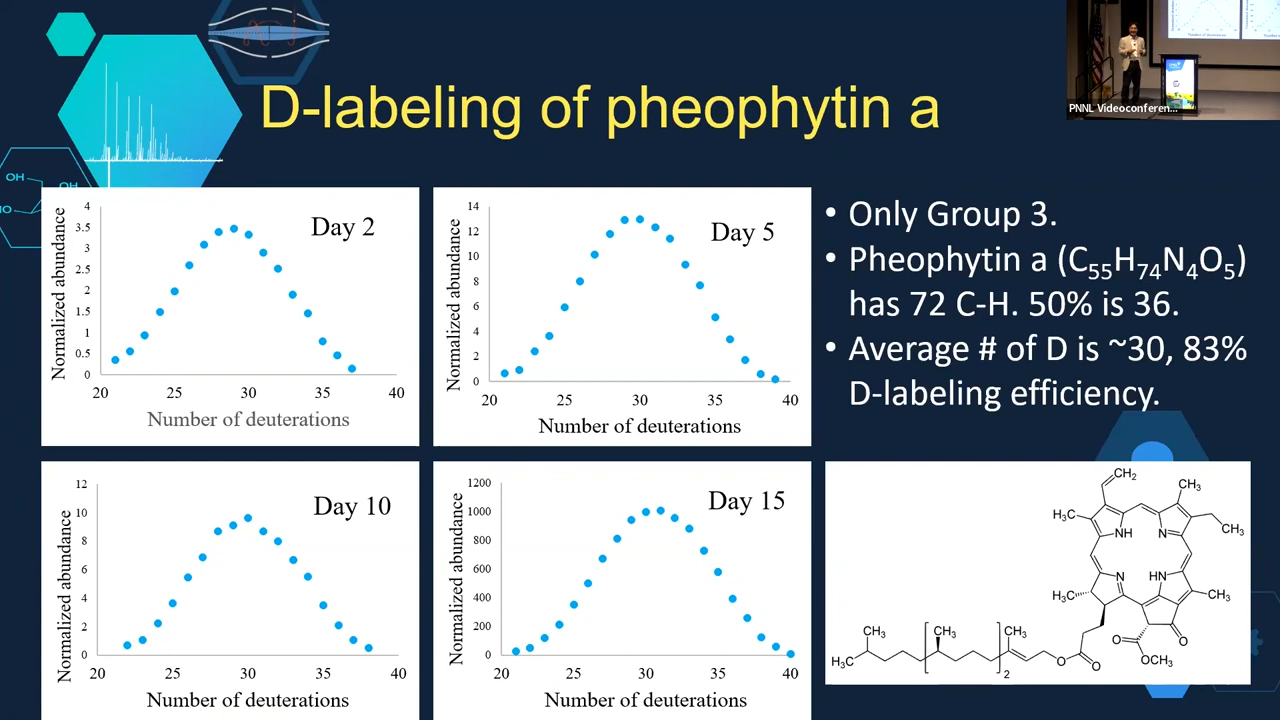 D-labeling of pheophytin a
PNNL Videoconferen...
OH
OH
HO
4
3.5
3
2.5
2
1.5
1
0.5
0
Normalized abundance
Day 2
20 25 30 35 40
Number of deuterations
14
12
10
8
6
4
2
0
Normalized abundance
Day 5
20 25 30 35 40
Number of deuterations
• Only Group 3.
• Pheophytin a (C₅₅H₇₄N₄O₅)
has 72 C-H. 50% is 36.
• Average # of D is ~30, 83%
D-labeling efficiency.
12
10
8
6
4
2
0
Normalized abundance
Day 10
20 25 30 35 40
Number of deuterations
1200
1000
800
600
400
200
0
Normalized abundance
Day 15
20 25 30 35 40
Number of deuterations
CH₂
CH₃
H₃C
CH₃
NH
N
N
HN
H₃C
CH₃
CH₃
CH₃
CH₃
H₃C
2
O
O
O
O
OCH₃